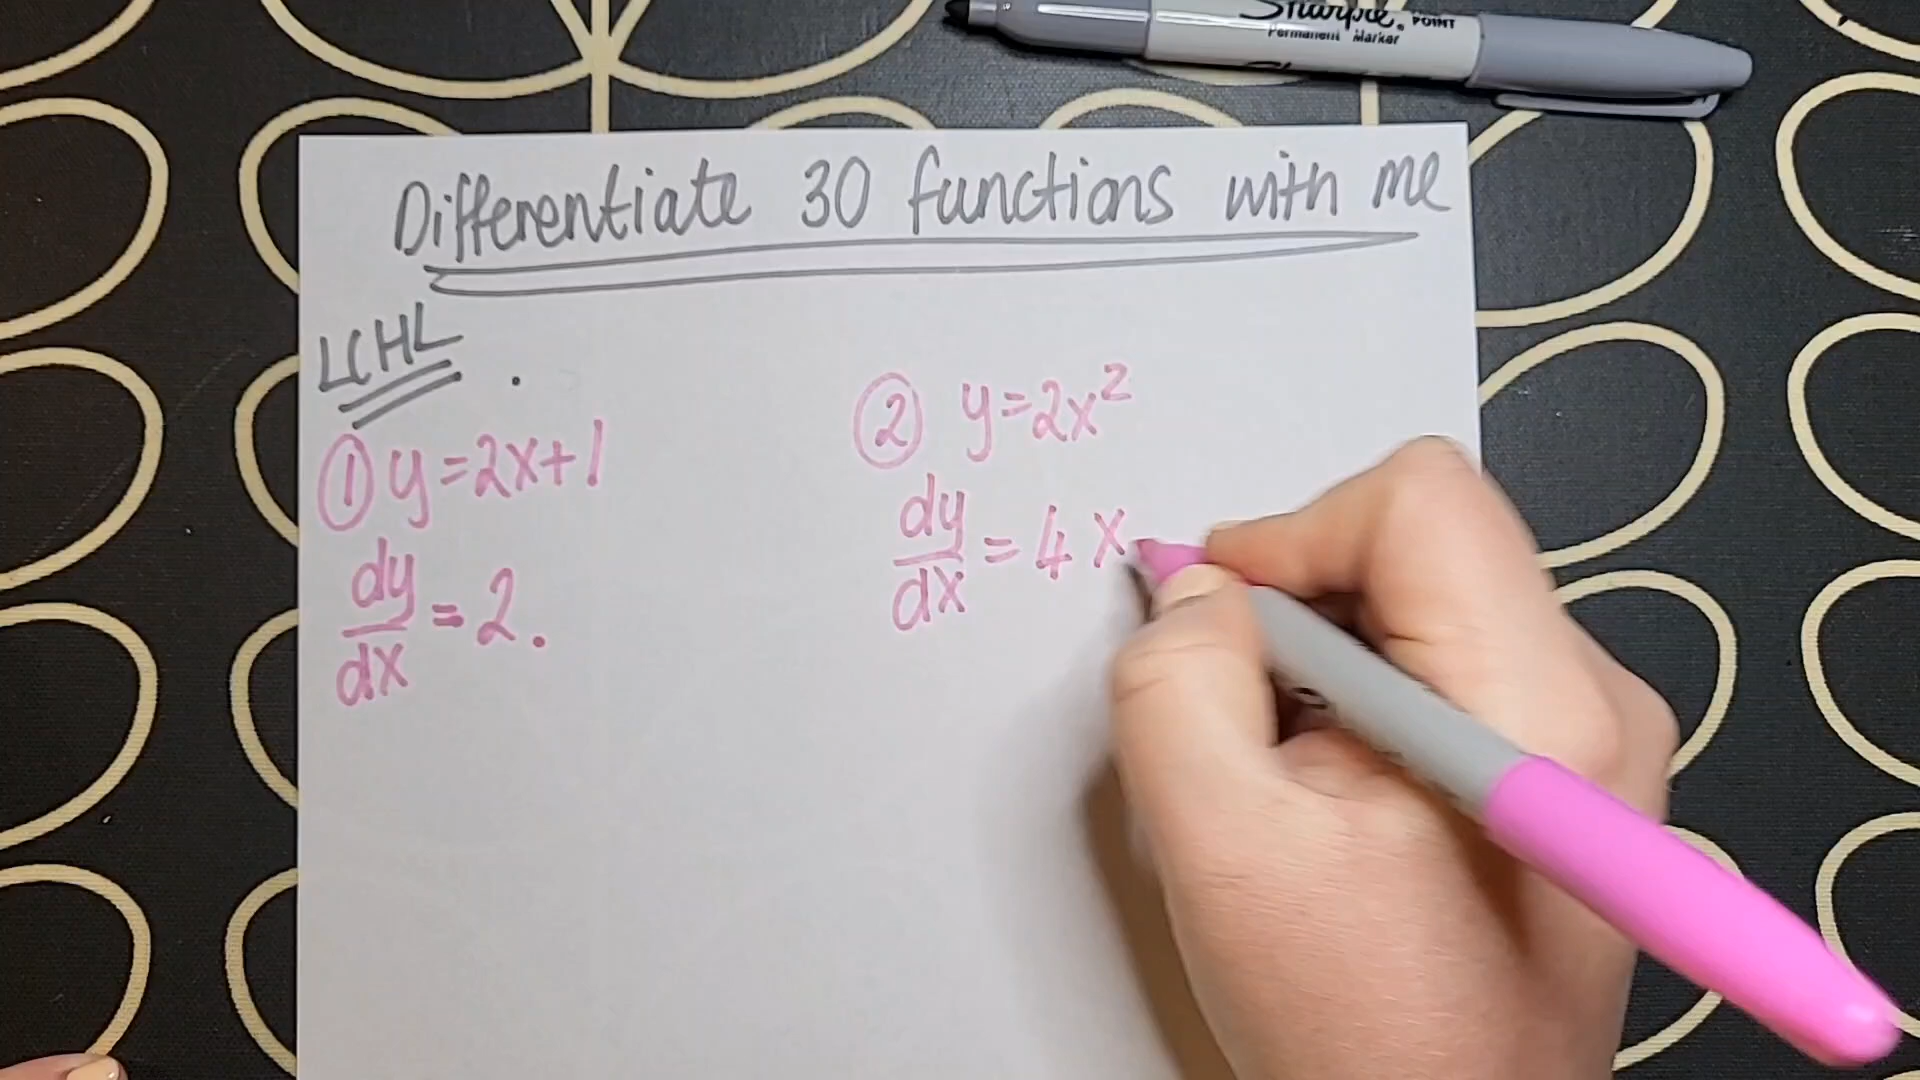 Sharpie® POINT
Permanent Marker
Differentiate 30 functions with me
LCHL
① y=2x+1
dy/dx = 2.
② y=2x²
dy/dx = 4x